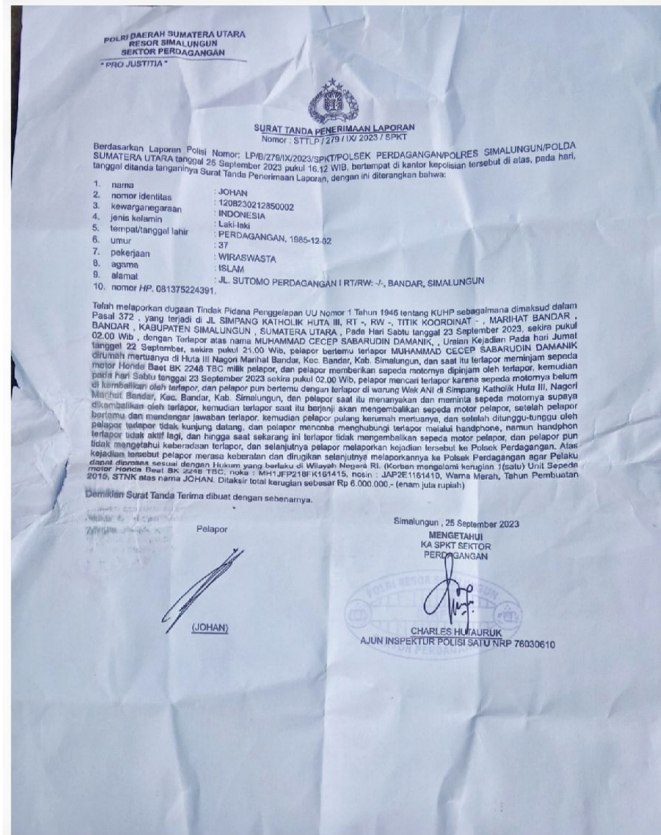 POLRI DAERAH SUMATERA UTARA
RESOR SIMALUNGUN
SEKTOR PERDAGANGAN
"PRO JUSTITIA"
SURAT TANDA PENERIMAAN LAPORAN
Nomor : STTLP / 279 / IX / 2023 / SPKT
Berdasarkan Laporan Polisi Nomor: LP/B/279/IX/2023/SPKT/POLSEK PERDAGANGAN/POLRES SIMALUNGUN/POLDA
SUMATERA UTARA tanggal 25 September 2023 pukul 16.12 WIB, bertempat di kantor kepolisian tersebut di atas, pada hari,
tanggal ditanda tanganinya Surat Tanda Penerimaan Laporan, dengan ini diterangkan bahwa:
1. nama : JOHAN
2. nomor identitas : 1208230212850002
3. kewarganegaraan : INDONESIA
4. jenis kelamin : Laki-laki
5. tempat/tanggal lahir : PERDAGANGAN, 1985-12-02
6. umur : 37
7. pekerjaan : WIRASWASTA
8. agama : ISLAM
9. alamat : JL. SUTOMO PERDAGANGAN I RT/RW: -/-, BANDAR, SIMALUNGUN
10. nomor HP. 081375224391.
Telah melaporkan dugaan Tindak Pidana Penggelapan UU Nomor 1 Tahun 1946 tentang KUHP sebagaimana dimaksud dalam
Pasal 372 , yang terjadi di JL SIMPANG KATHOLIK HUTA III, RT -, RW -, TITIK KOORDINAT - , MARIHAT BANDAR ,
BANDAR , KABUPATEN SIMALUNGUN , SUMATERA UTARA , Pada Hari Sabtu tanggal 23 September 2023, sekira pukul
02.00 WIB , dengan Terlapor atas nama MUHAMMAD CECEP SABARUDIN DAMANIK, , Uraian Kejadian Pada hari Jumat
tanggal 22 September, sekira pukul 21.00 Wib, pelapor bertemu terlapor MUHAMMAD CECEP SABARUDIN DAMANIK
dirumah mertuanya di Huta III Nagori Marihat Bandar, Kec. Bandar, Kab. Simalungun, dan saat itu terlapor meminjam sepeda
motor Honda Baet BK 2248 TBC milik pelapor, dan pelapor memberikan sepeda motornya dipinjam oleh terlapor, kemudian
pada hari Sabtu tanggal 23 September 2023 sekira pukul 02.00 Wib, pelapor mencari terlapor karena sepeda motornya belum
di kembalikan oleh terlapor, dan pelapor pun bertemu dengan terlapor di warung Wak ANI di Simpang Katholik Huta III, Nagori
Marihat Bandar, Kec. Bandar, Kab. Simalungun, dan pelapor saat itu menanyakan dan meminta sepeda motornya supaya
dikembalikan oleh terlapor, kemudian terlapor saat itu berjanji akan mengembalikan sepeda motor pelapor, setelah pelapor
bertemu dan mendengar jawaban terlapor, kemudian pelapor pulang kerumah mertuanya, dan setelah ditunggu-tunggu oleh
pelapor terlapor tidak kunjung datang, dan pelapor mencoba menghubungi terlapor melalui handphone, namun handphon
terlapor tidak aktif lagi, dan hingga saat sekarang ini terlapor tidak mengembalikan sepeda motor pelapor, dan pelapor pun
tidak mengetahui keberadaan terlapor, dan selanjutnya pelapor melaporkan kejadian tersebut ke Polsek Perdagangan. Atas
kejadian tersebut pelapor merasa keberatan dan dirugikan selanjutnya melaporkannya ke Polsek Perdagangan agar Pelaku
dapat diproses sesuai dengan Hukum yang berlaku di Wilayah Negara RI. (Korban mengalami kerugian 1(satu) Unit Sepeda
motor Honda Baet BK 2248 TBC, noka : MH1JFP218FK161415, nosin : JAP2E1161410, Warna Merah, Tahun Pembuatan
2015, STNK atas nama JOHAN. Ditaksir total kerugian sebesar Rp 6.000.000,- (enam juta rupiah)
Demikian Surat Tanda Terima dibuat dengan sebenarnya.
Pelapor
(JOHAN)
Simalungun , 25 September 2023
MENGETAHUI
KA SPKT SEKTOR
PERDAGANGAN
CHARLES HUTAURUK
AJUN INSPEKTUR POLISI SATU NRP 76030610